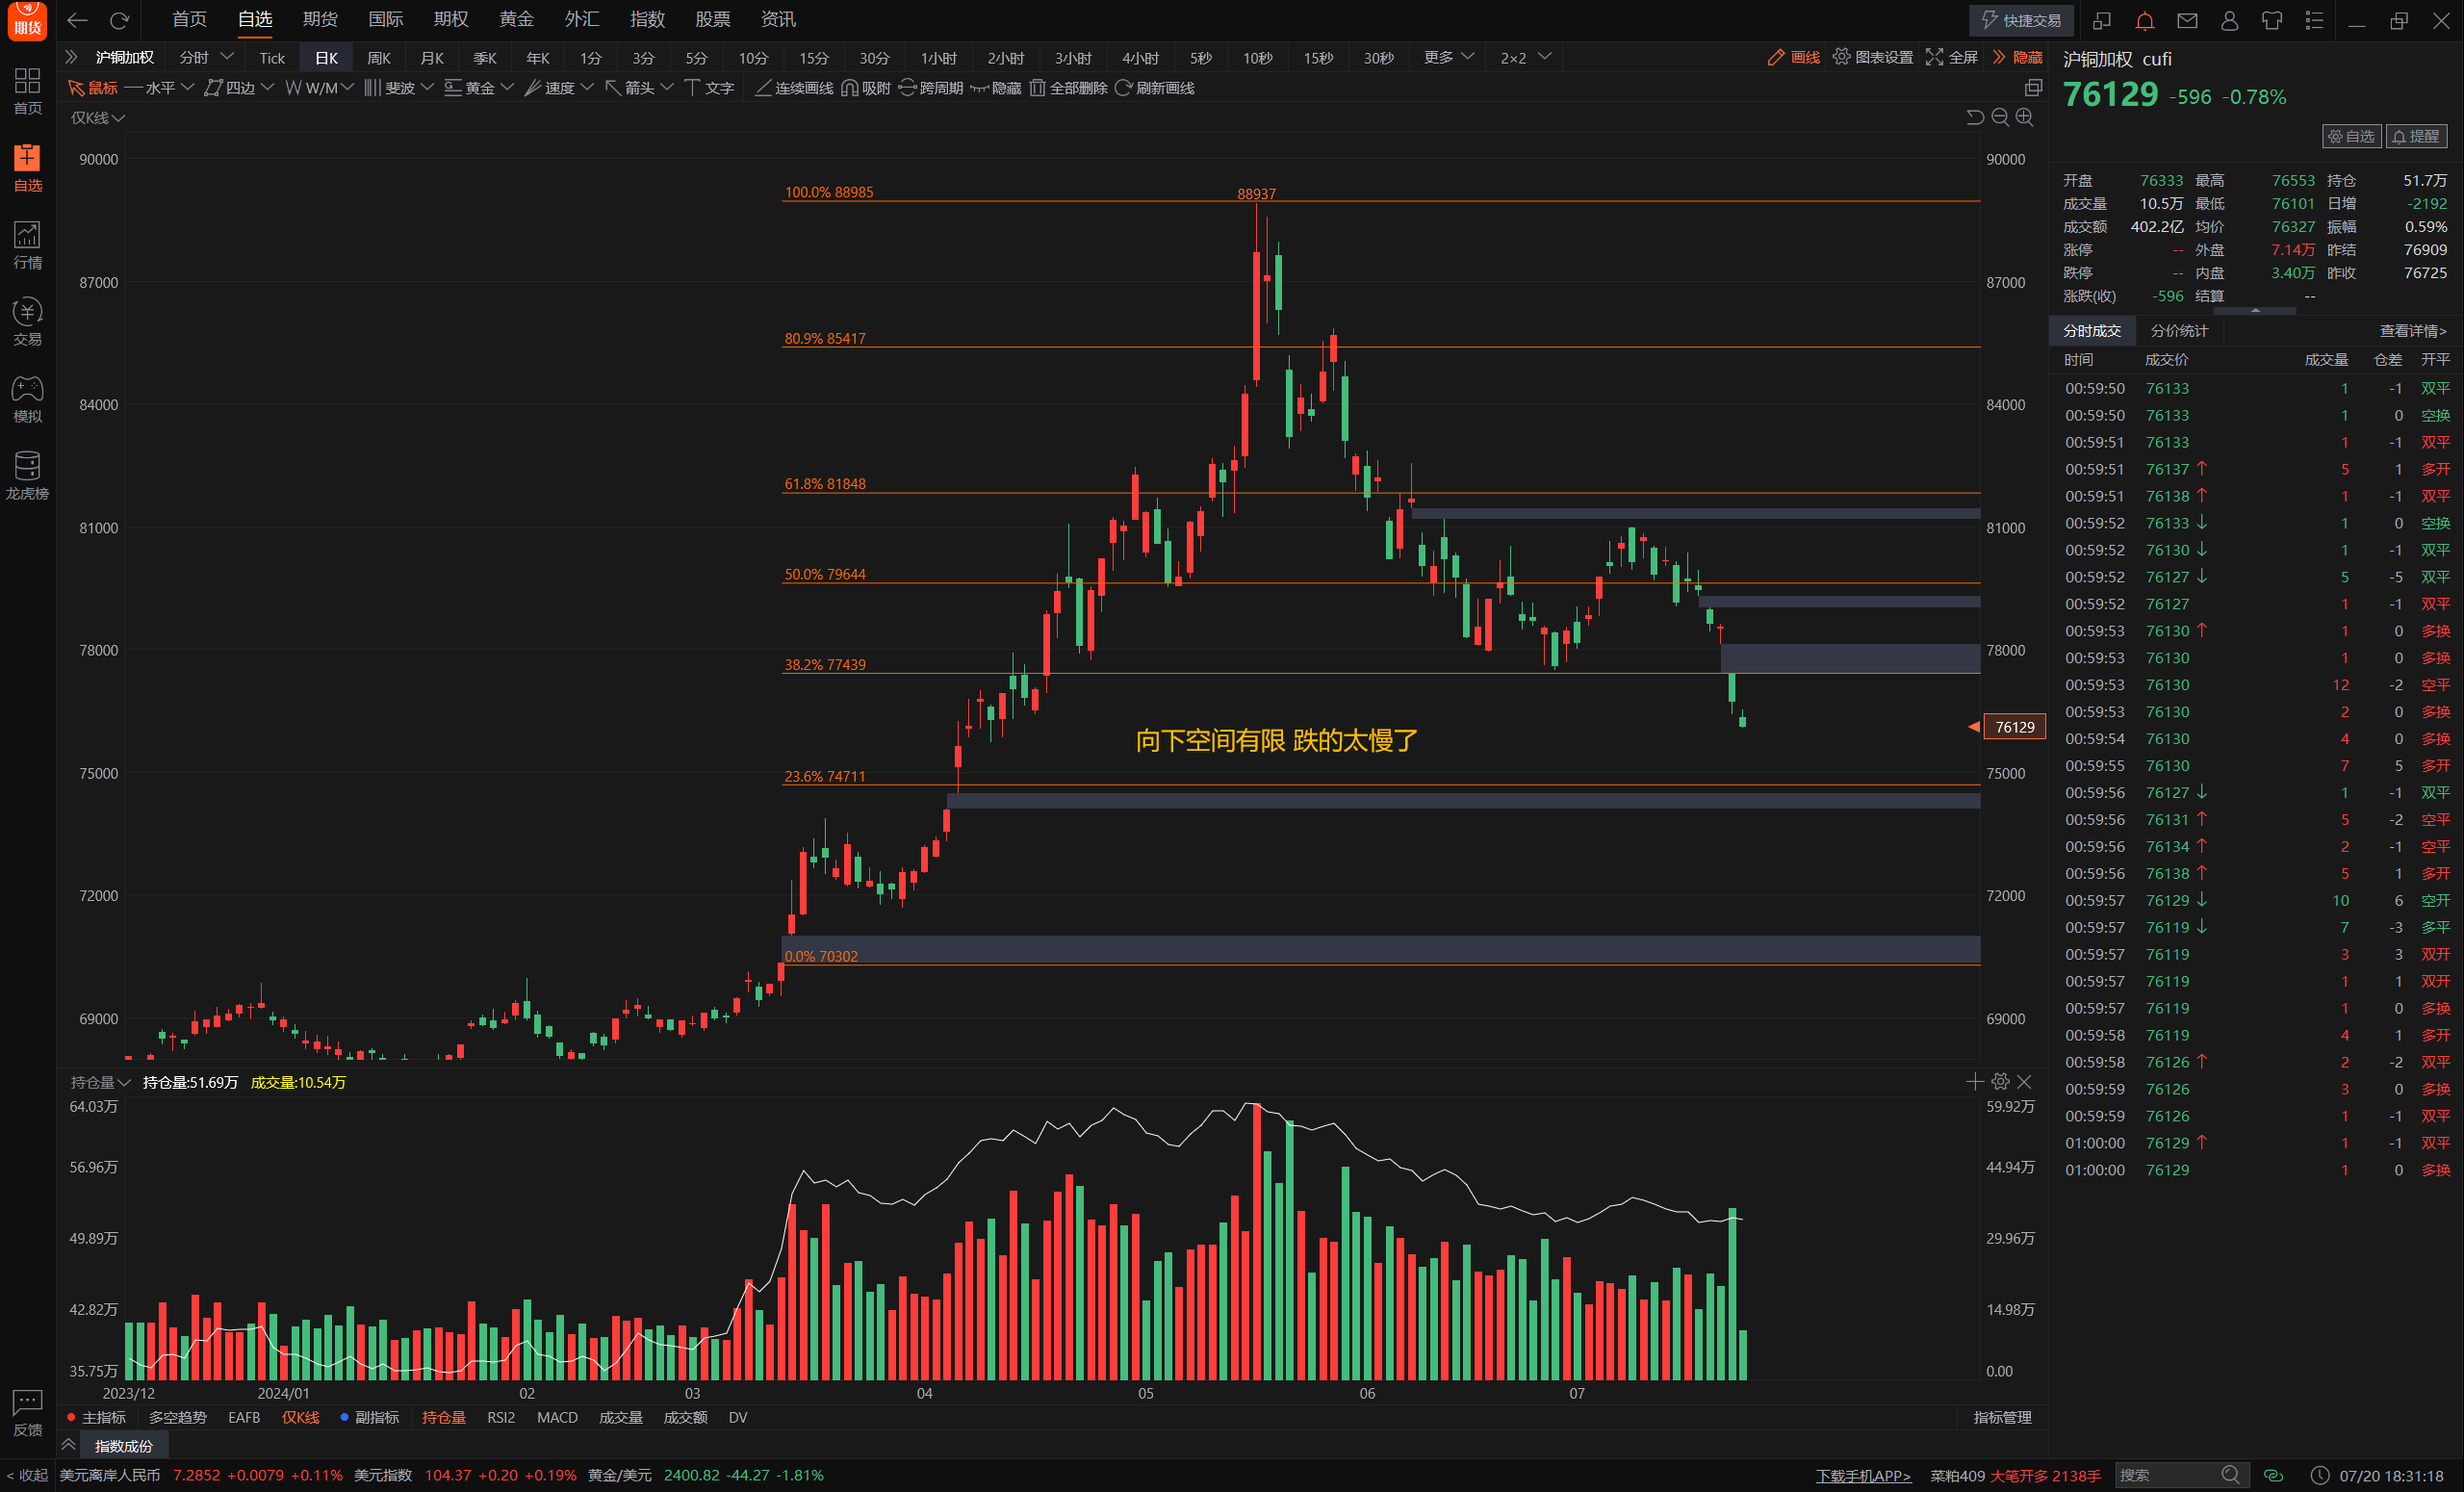 期货 首页 自选 期货 国际 期权 黄金 外汇 指数 股票 资讯 快捷交易
沪铜加权 分时 Tick 日K 周K 月K 季K 年K 1分 3分 5分 10分 15分 30分 1小时 2小时 3小时 4小时 5秒 10秒 15秒 30秒 更多 2×2 画线 图表设置 全屏 隐藏
鼠标 水平 四边 W/M 斐波 黄金 速度 箭头 文字 连续画线 吸附 跨周期 隐藏 全部删除 刷新画线
首页
自选
行情
交易
模拟
龙虎榜
反馈
仅K线
90000 90000
100.0% 88985 88937
87000 87000
80.9% 85417
84000 84000
61.8% 81848
81000 81000
50.0% 79644
78000 78000
38.2% 77439
76129
向下空间有限 跌的太慢了
75000 75000
23.6% 74711
72000 72000
0.0% 70302
69000 69000
持仓量 持仓量:51.69万 成交量:10.54万
64.03万 59.92万
56.96万 44.94万
49.89万 29.96万
42.82万 14.98万
35.75万 0.00
2023/12 2024/01 02 03 04 05 06 07
主指标 多空趋势 EAFB 仅K线 副指标 持仓量 RSI2 MACD 成交量 成交额 DV 指标管理
指数成份
沪铜加权 cufi
76129 -596 -0.78%
自选 提醒
开盘 76333 最高 76553 持仓 51.7万
成交量 10.5万 最低 76101 日增 -2192
成交额 402.2亿 均价 76327 振幅 0.59%
涨停 -- 外盘 7.14万 昨结 76909
跌停 -- 内盘 3.40万 昨收 76725
涨跌(收) -596 结算 --
分时成交 分价统计 查看详情>
时间 成交价 成交量 仓差 开平
00:59:50 76133 1 -1 双平
00:59:50 76133 1 0 空换
00:59:51 76133 1 -1 双平
00:59:51 76137 ↑ 5 1 多开
00:59:51 76138 ↑ 1 -1 双平
00:59:52 76133 ↓ 1 0 空换
00:59:52 76130 ↓ 1 -1 双平
00:59:52 76127 ↓ 5 -5 双平
00:59:52 76127 1 -1 双平
00:59:53 76130 ↑ 1 0 多换
00:59:53 76130 1 0 多换
00:59:53 76130 12 -2 空平
00:59:53 76130 2 0 多换
00:59:54 76130 4 0 多换
00:59:55 76130 7 5 多开
00:59:56 76127 ↓ 1 -1 双平
00:59:56 76131 ↑ 5 -2 空平
00:59:56 76134 ↑ 2 -1 空平
00:59:56 76138 ↑ 5 1 多开
00:59:57 76129 ↓ 10 6 空开
00:59:57 76119 ↓ 7 -3 多平
00:59:57 76119 3 3 双开
00:59:57 76119 1 1 双开
00:59:57 76119 1 0 多换
00:59:58 76119 4 1 多开
00:59:58 76126 ↑ 2 -2 双平
00:59:59 76126 3 0 多换
00:59:59 76126 1 -1 双平
01:00:00 76129 ↑ 1 -1 双平
01:00:00 76129 1 0 多换
< 收起 美元离岸人民币 7.2852 +0.0079 +0.11% 美元指数 104.37 +0.20 +0.19% 黄金/美元 2400.82 -44.27 -1.81% 下载手机APP> 菜粕409 大笔开多 2138手 搜索 07/20 18:31:18